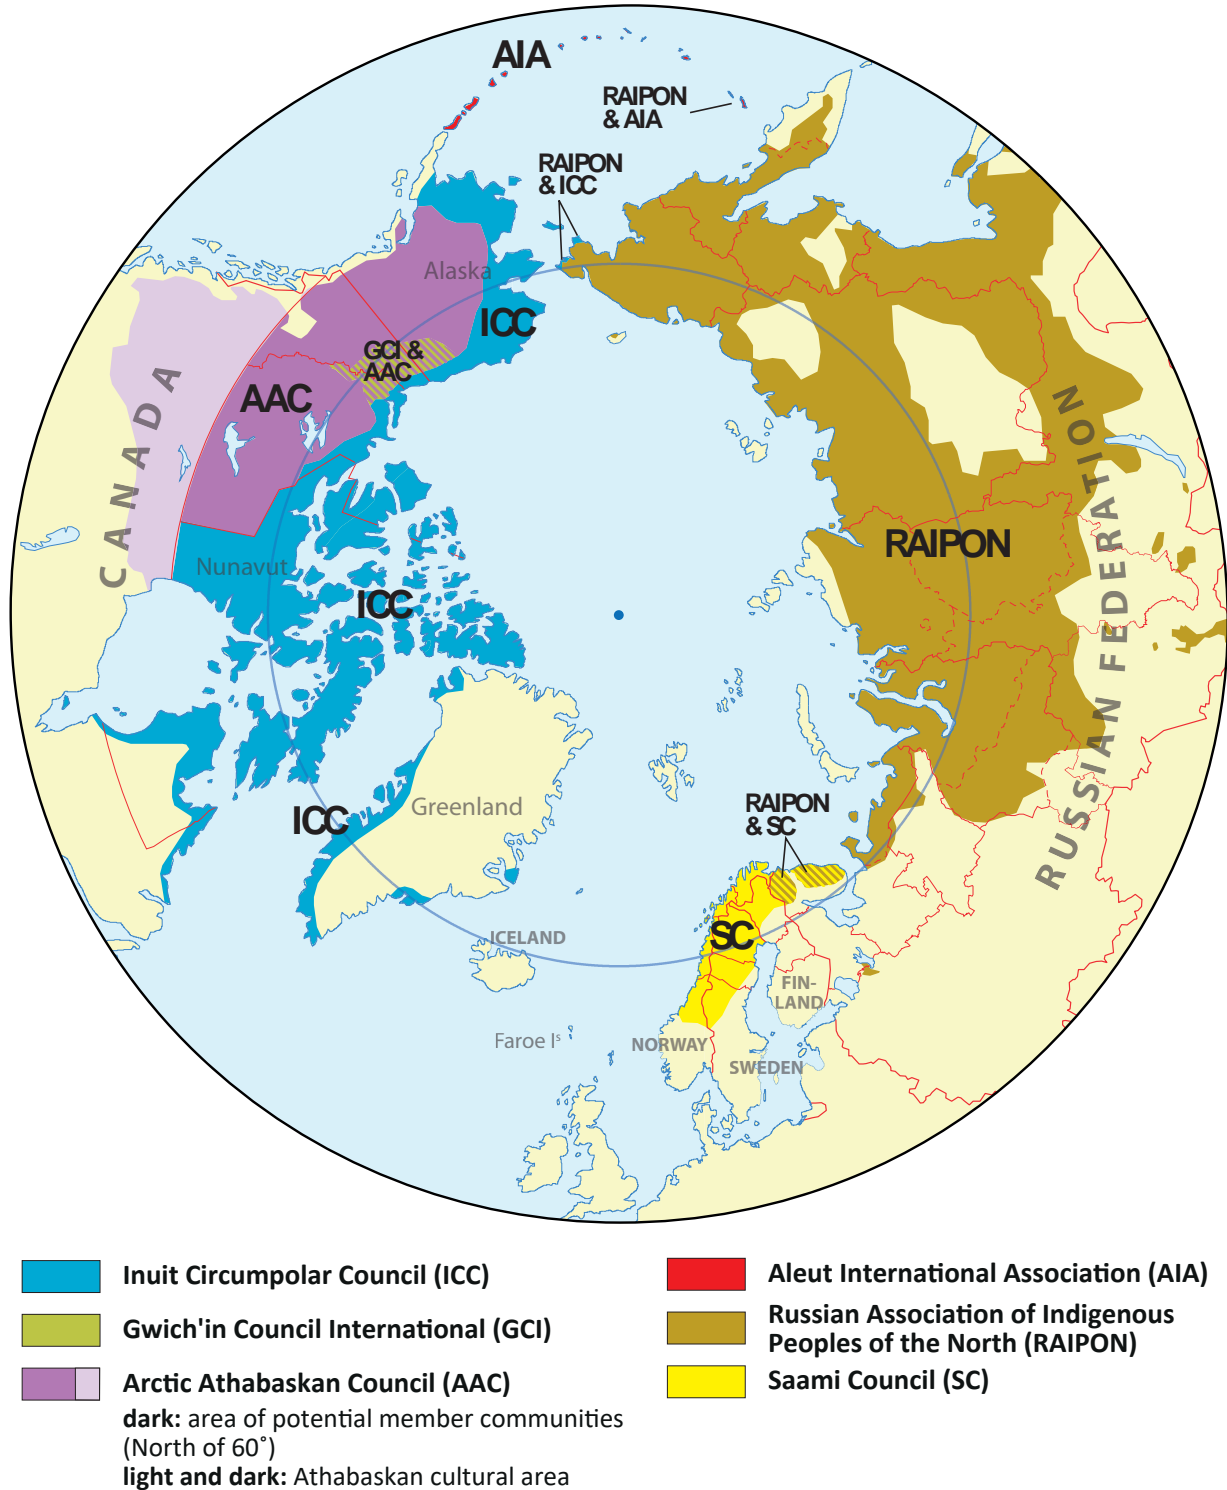 AIA
RAIPON
& AIA
RAIPON
& ICC
Alaska
ICC
GCI &
AAC
AAC
CANADA
RUSSIAN FEDERATION
RAIPON
Nunavut
ICC
ICC
Greenland
RAIPON
& SC
SC
ICELAND
FIN-
LAND
Faroe Iˢ
NORWAY
SWEDEN
Inuit Circumpolar Council (ICC)
Gwich'in Council International (GCI)
Arctic Athabaskan Council (AAC)
dark: area of potential member communities
(North of 60˚)
light and dark: Athabaskan cultural area
Aleut International Association (AIA)
Russian Association of Indigenous
Peoples of the North (RAIPON)
Saami Council (SC)